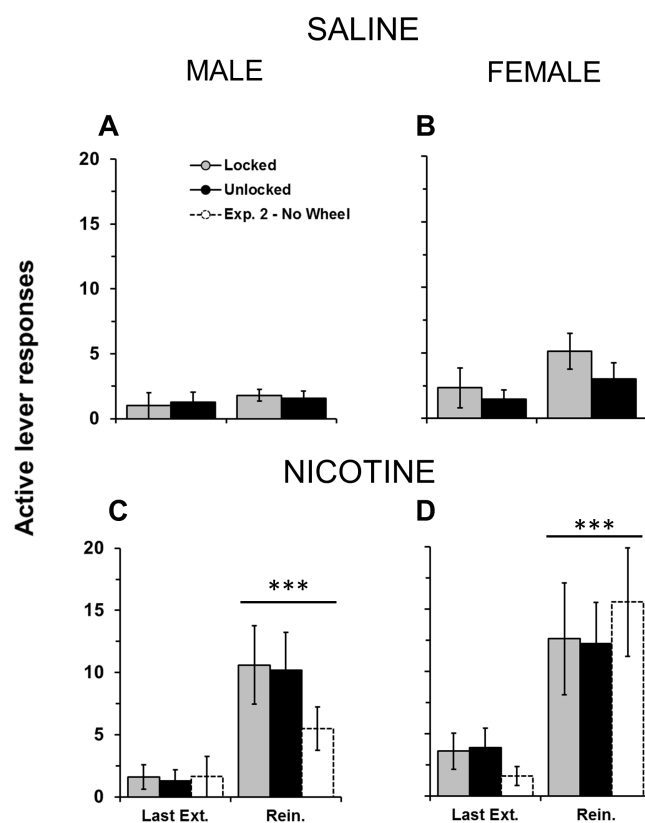 SALINE
MALE
FEMALE
A
B
20
15
10
5
0
Locked
Unlocked
Exp. 2 - No Wheel
Active lever responses
NICOTINE
C
D
20
15
10
5
0
***
***
Last Ext.
Rein.
Last Ext.
Rein.